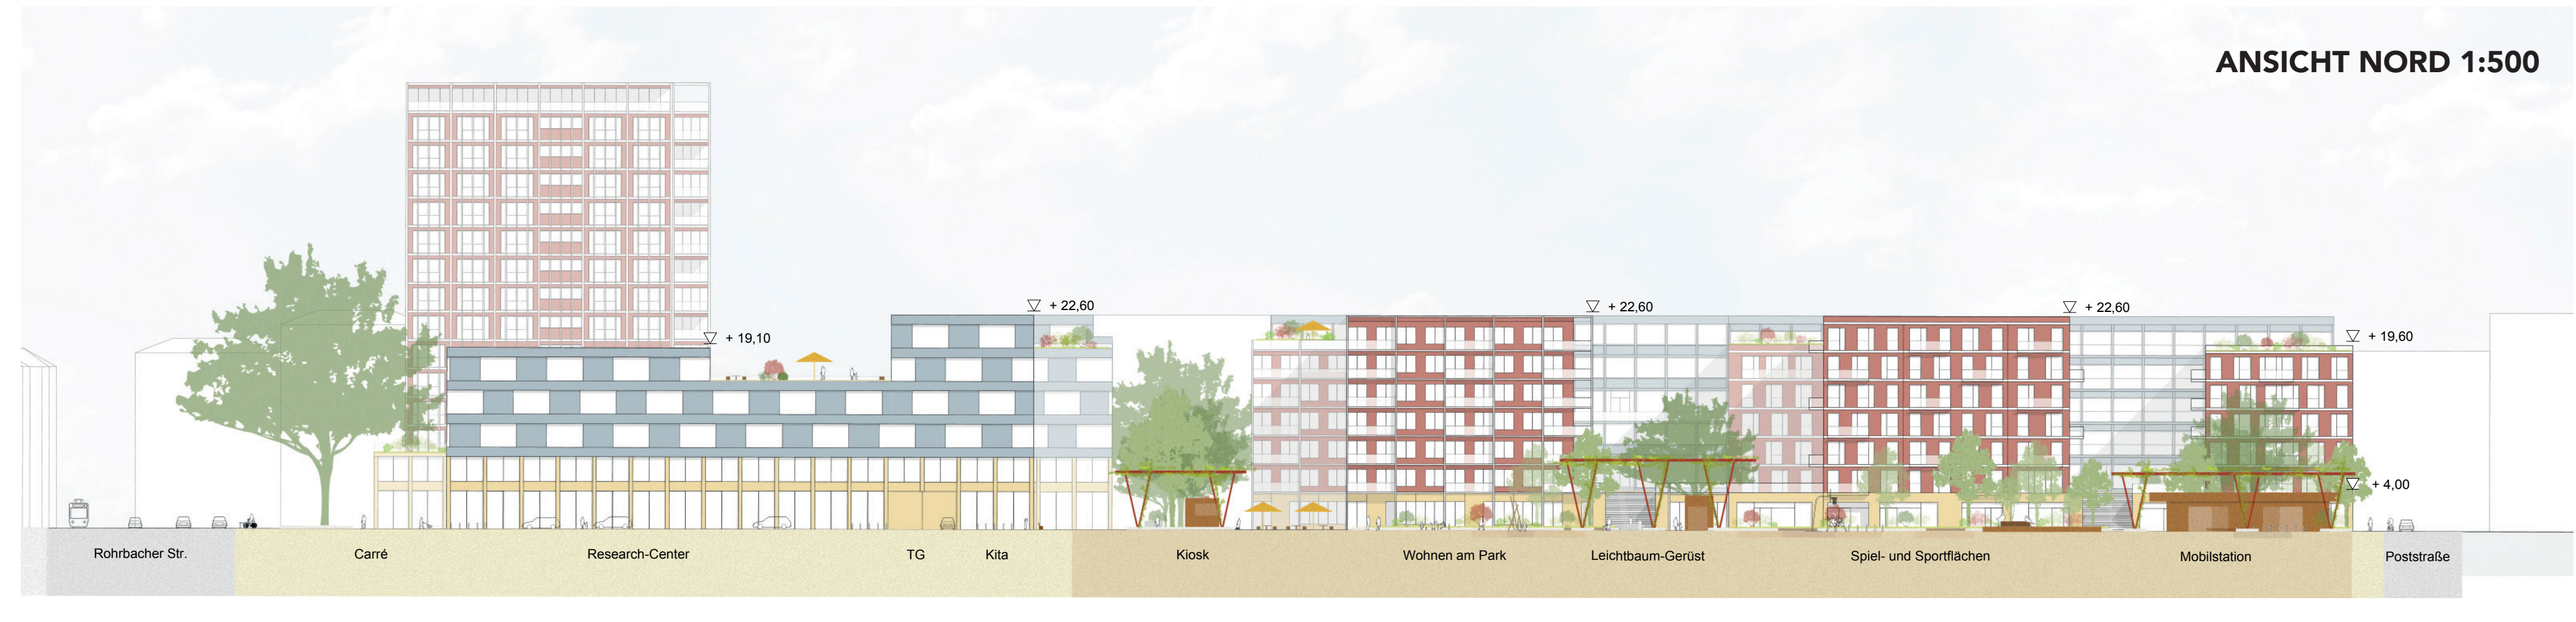 ANSICHT NORD 1:500
+ 22,60
+ 22,60
+ 22,60
+ 19,10
+ 19,60
+ 4,00
Rohrbacher Str.
Carré
Research-Center
TG
Kita
Kiosk
Wohnen am Park
Leichtbaum-Gerüst
Spiel- und Sportflächen
Mobilstation
Poststraße